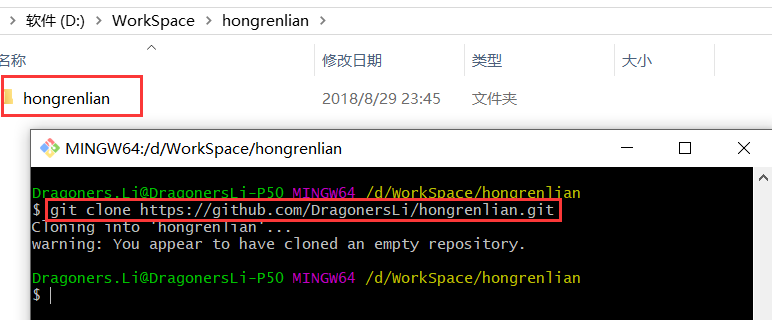 软件 (D:) > WorkSpace > hongrenlian >
名称 修改日期 类型 大小
hongrenlian 2018/8/29 23:45 文件夹
MINGW64:/d/WorkSpace/hongrenlian
Dragoners.Li@DragonersLi-P50 MINGW64 /d/WorkSpace/hongrenlian
$ git clone https://github.com/DragonersLi/hongrenlian.git
Cloning into 'hongrenlian'...
warning: You appear to have cloned an empty repository.
Dragoners.Li@DragonersLi-P50 MINGW64 /d/WorkSpace/hongrenlian
$